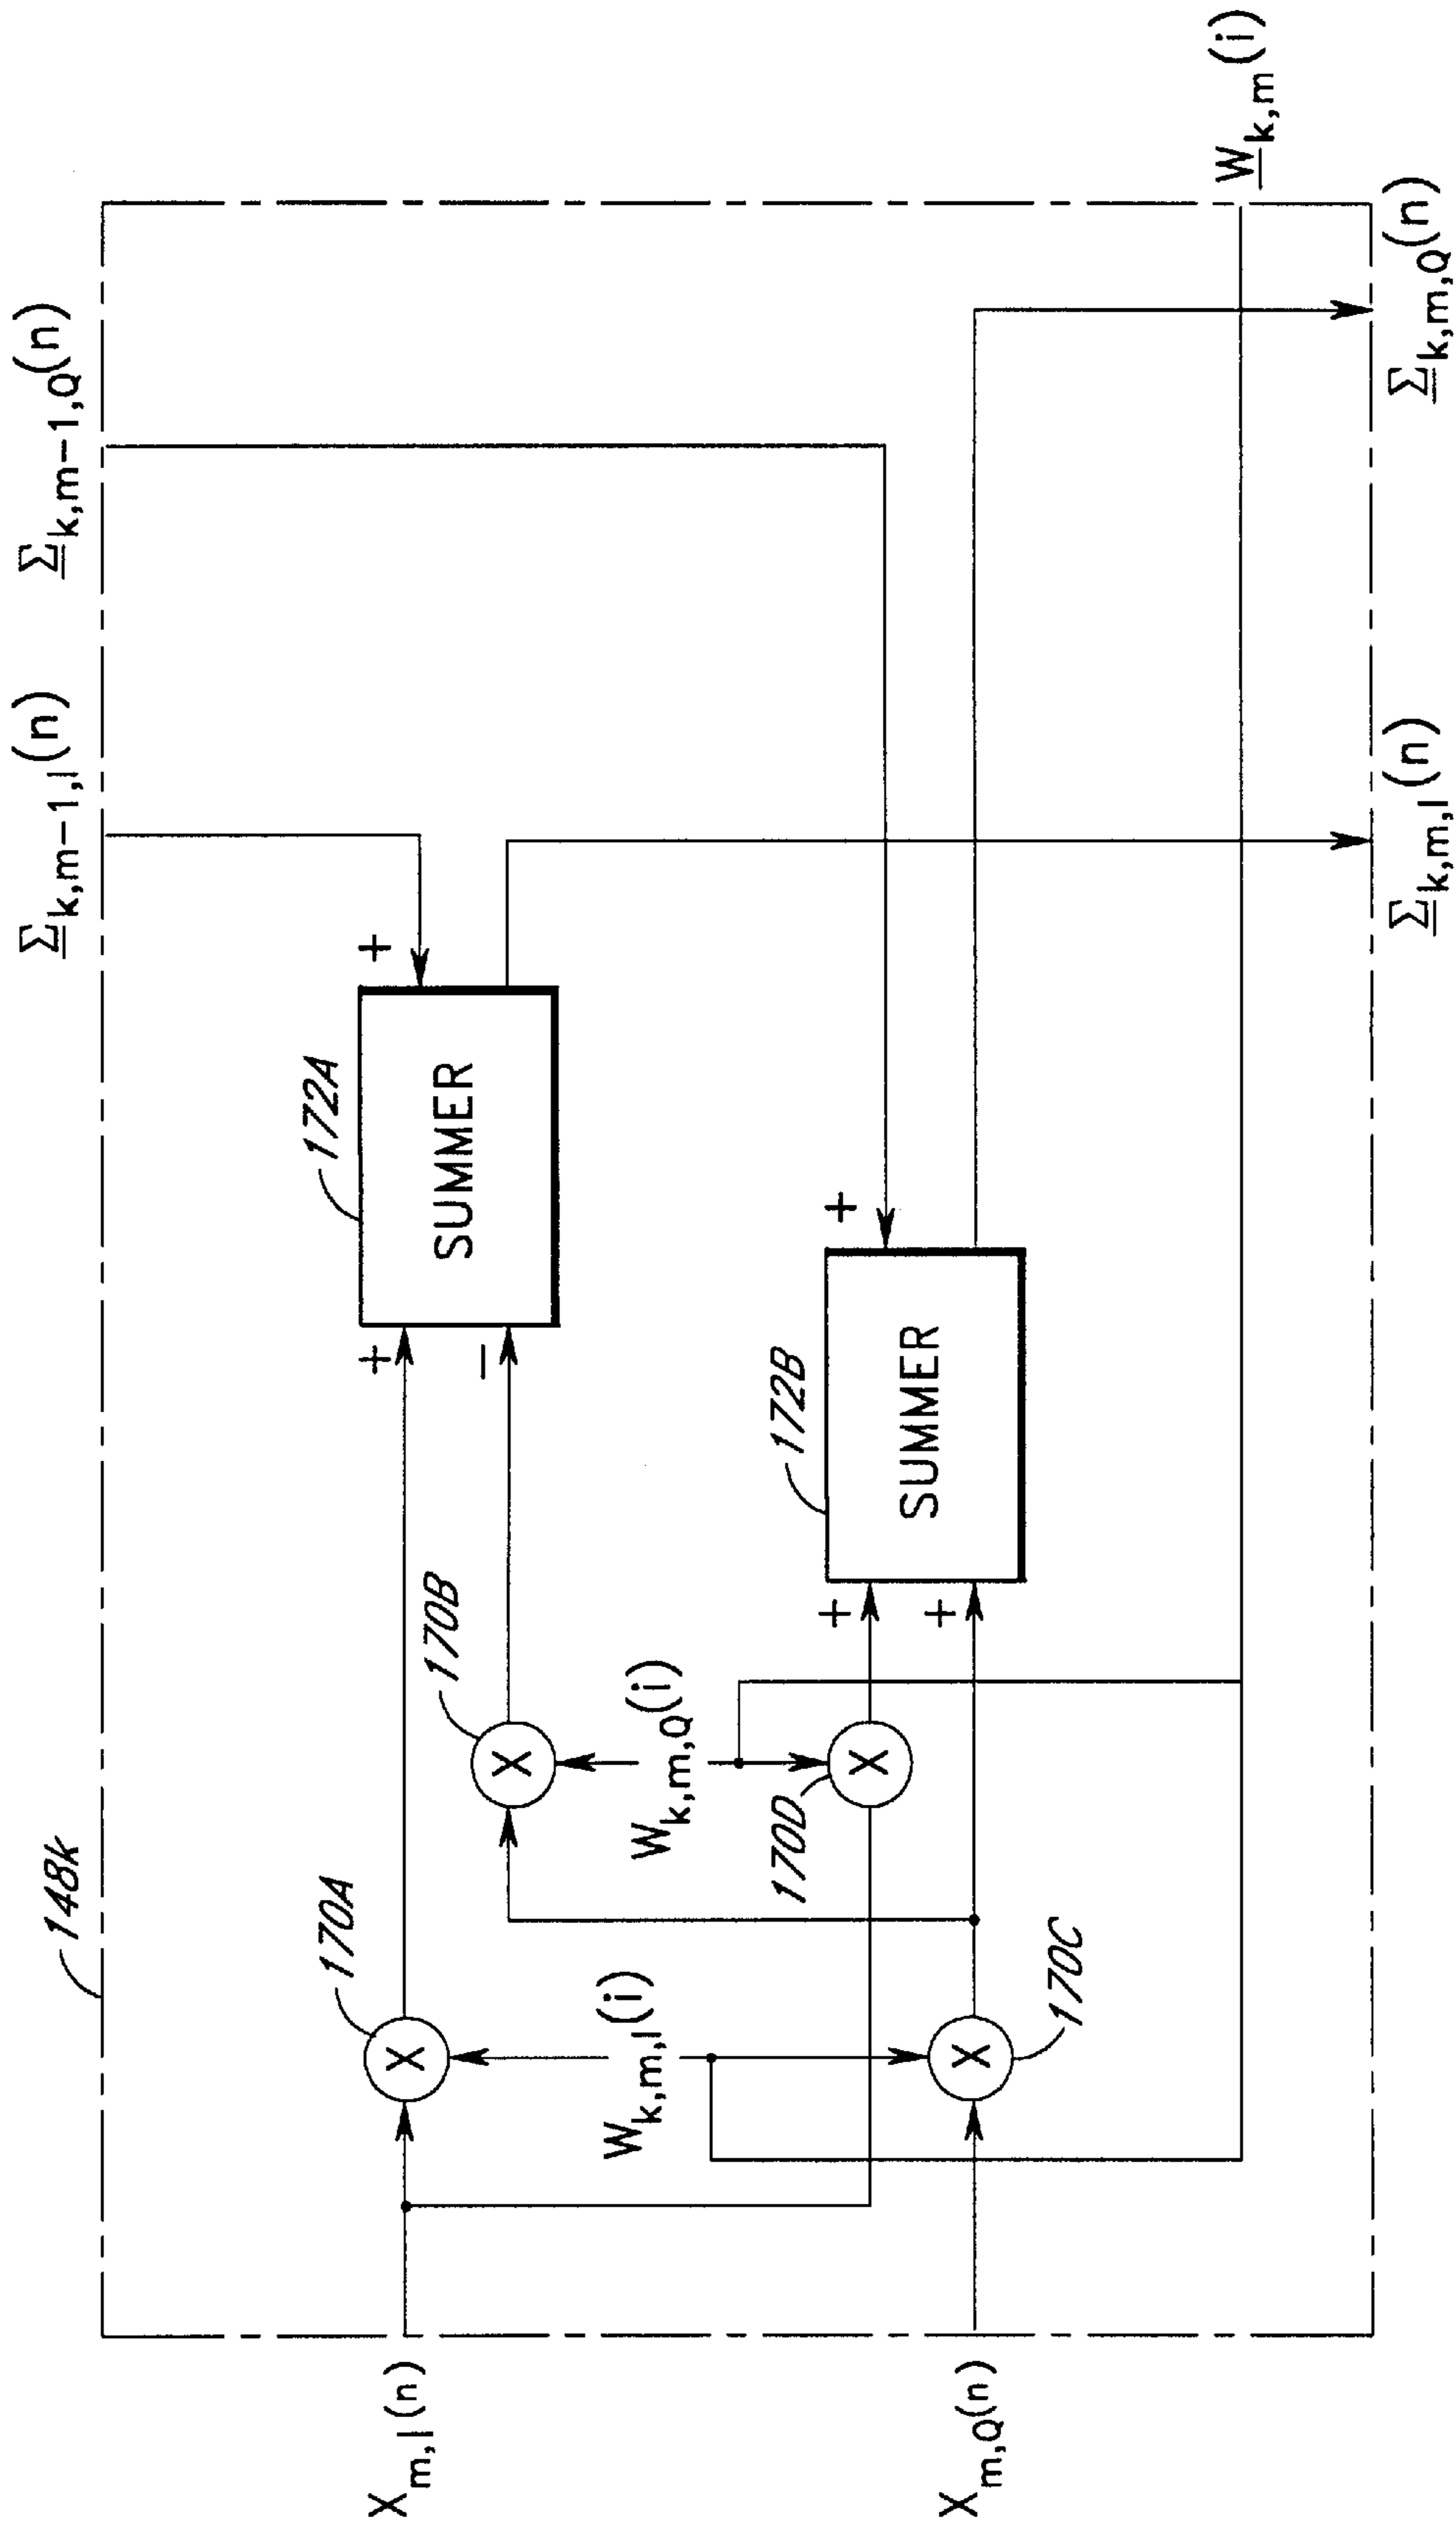 148k
Σk,m-1,I(n)
Σk,m-1,Q(n)
170A
170B
172A
+
-
+
SUMMER
Xm,I(n)
Wk,m,I(i)
Wk,m,Q(i)
170D
172B
+
+
+
SUMMER
Xm,Q(n)
170C
Wk,m(i)
Σk,m,I(n)
Σk,m,Q(n)
X
X
X
X